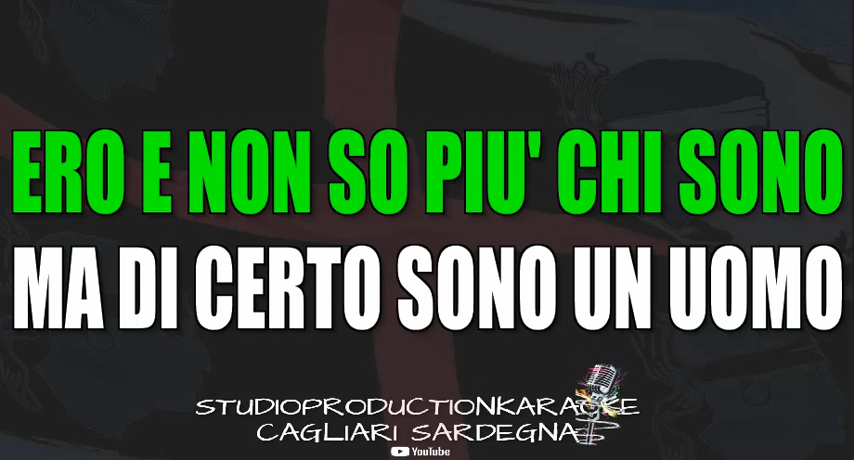 ERO E NON SO PIU' CHI SONO
MA DI CERTO SONO UN UOMO
STUDIOPRODUCTIONKARAOKE
CAGLIARI SARDEGNA
YouTube